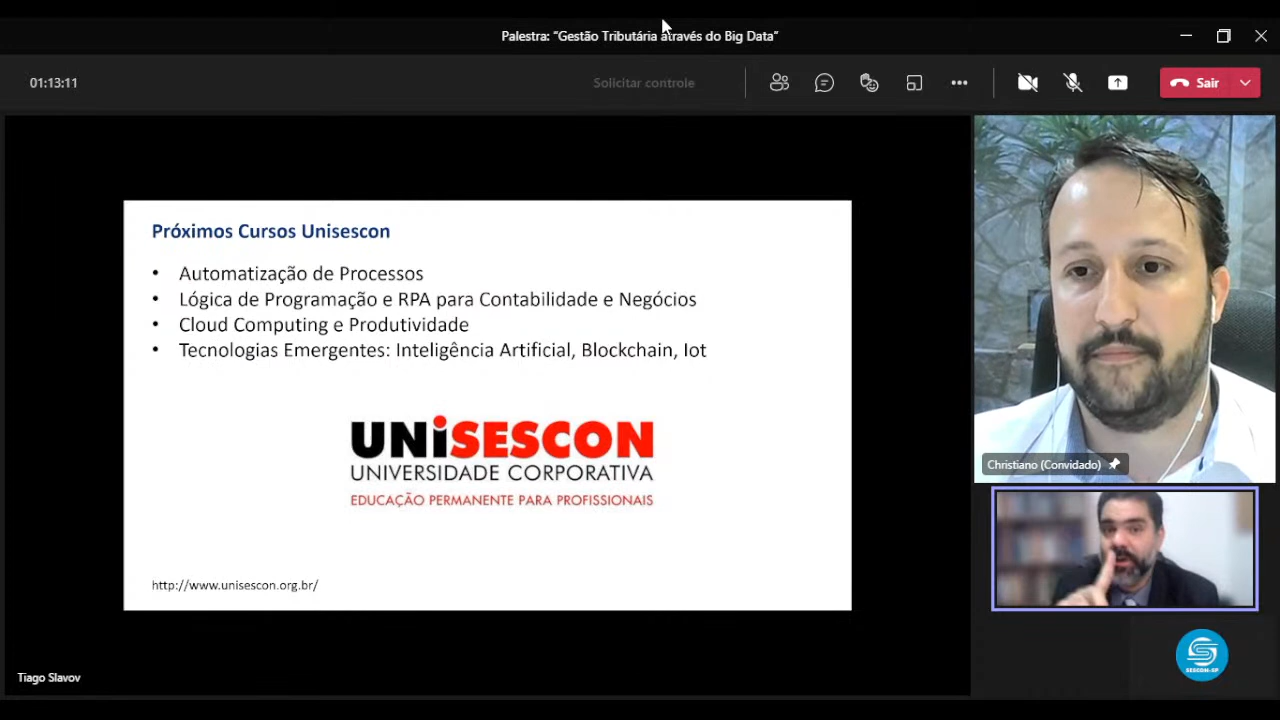 Palestra: “Gestão Tributária através do Big Data”
01:13:11
Solicitar controle
Sair
Próximos Cursos Unisescon
• Automatização de Processos
• Lógica de Programação e RPA para Contabilidade e Negócios
• Cloud Computing e Produtividade
• Tecnologias Emergentes: Inteligência Artificial, Blockchain, Iot
UNiSESCON
UNIVERSIDADE CORPORATIVA
EDUCAÇÃO PERMANENTE PARA PROFISSIONAIS
http://www.unisescon.org.br/
Christiano (Convidado)
SESCON-SP
Tiago Slavov